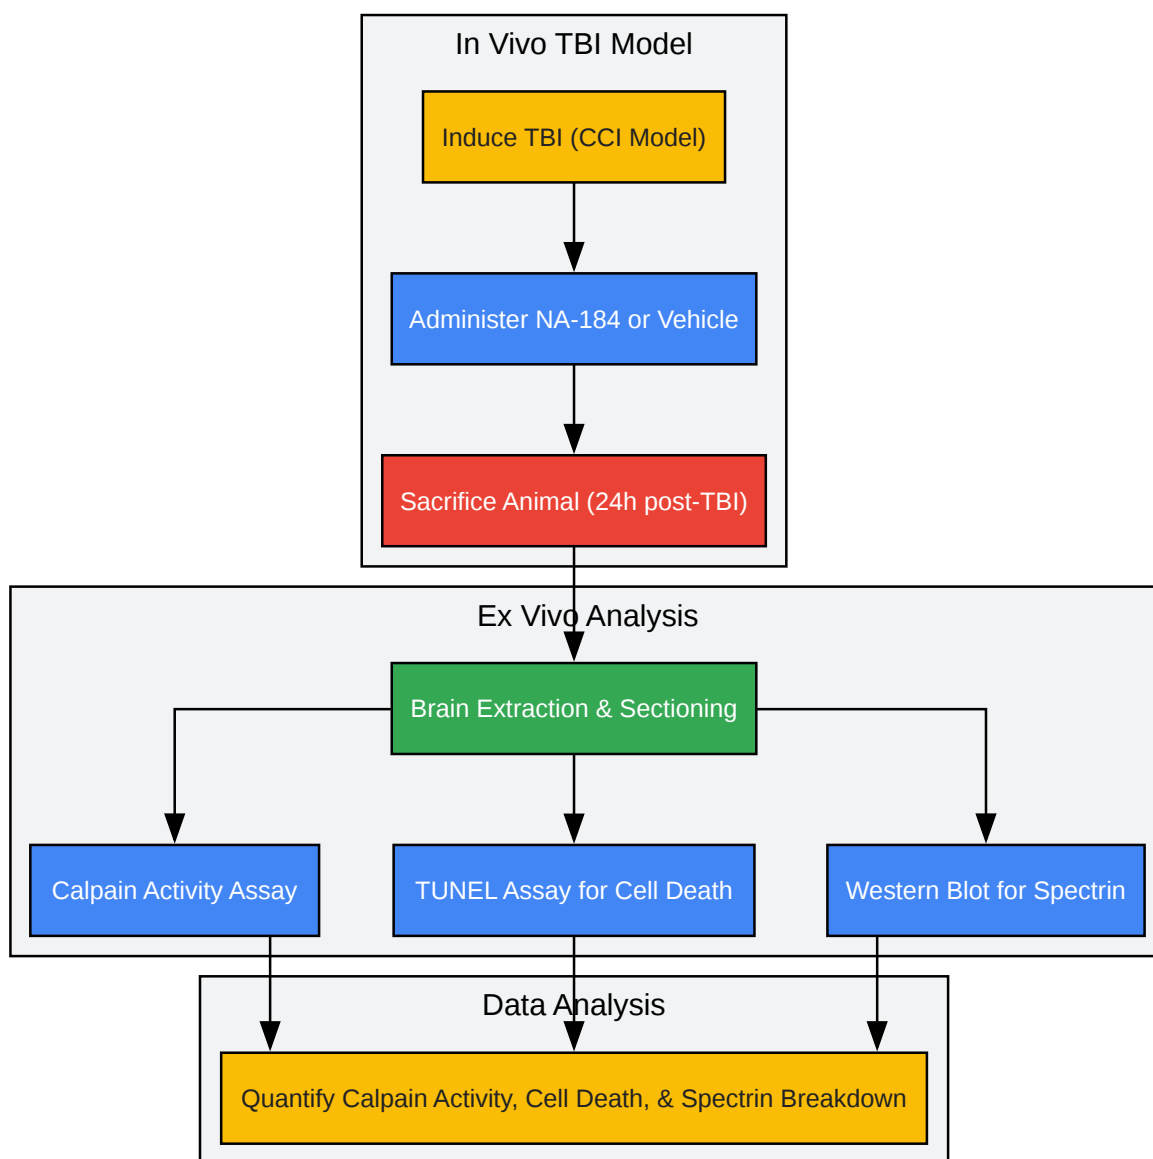 In Vivo TBI Model
Induce TBI (CCI Model)
Administer NA-184 or Vehicle
Sacrifice Animal (24h post-TBI)
Ex Vivo Analysis
Brain Extraction & Sectioning
Calpain Activity Assay
TUNEL Assay for Cell Death
Western Blot for Spectrin
Data Analysis
Quantify Calpain Activity, Cell Death, & Spectrin Breakdown